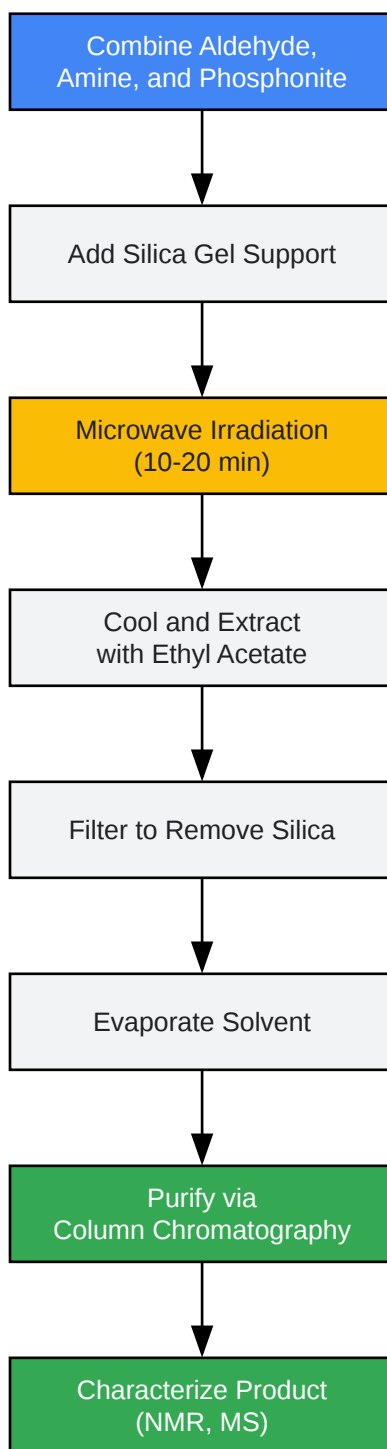 Combine Aldehyde,
Amine, and Phosphonite
Add Silica Gel Support
Microwave Irradiation
(10-20 min)
Cool and Extract
with Ethyl Acetate
Filter to Remove Silica
Evaporate Solvent
Purify via
Column Chromatography
Characterize Product
(NMR, MS)